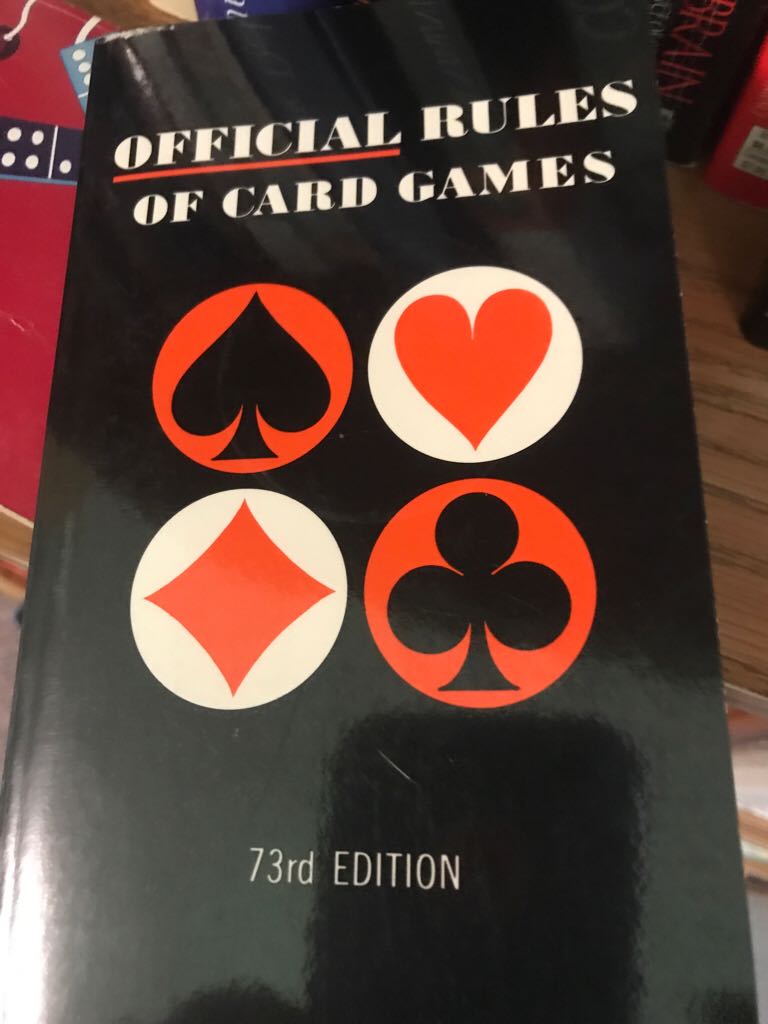 OFFICIAL RULES
OF CARD GAMES
73rd EDITION